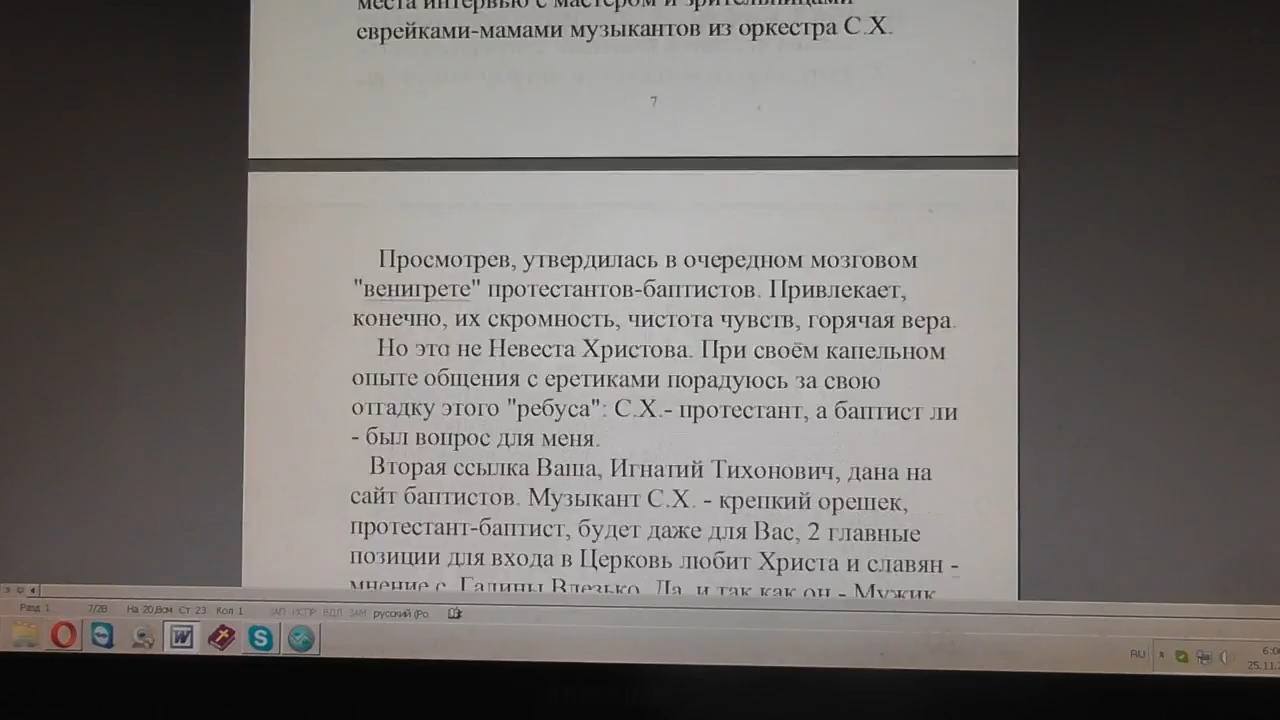 места интервью с мастером и зрительницами
еврейками-мамами музыкантов из оркестра С.Х.
7
Просмотрев, утвердилась в очередном мозговом
"венигрете" протестантов-баптистов. Привлекает,
конечно, их скромность, чистота чувств, горячая вера.
Но это не Невеста Христова. При своём капельном
опыте общения с еретиками порадуюсь за свою
отгадку этого "ребуса": С.Х.- протестант, а баптист ли
- был вопрос для меня.
Вторая ссылка Ваша, Игнатий Тихонович, дана на
сайт баптистов. Музыкант С.Х. - крепкий орешек,
протестант-баптист, будет даже для Вас, 2 главные
позиции для входа в Церковь любит Христа и славян -
мнение с. Галины Влезько. Да, и так как он - Мужик
Разд 1 7/28 На 20,8см Ст 23 Кол 1 ЗАП ИСПР ВДЛ ЗАМ русский (Ро
RU 6:0
25.11.